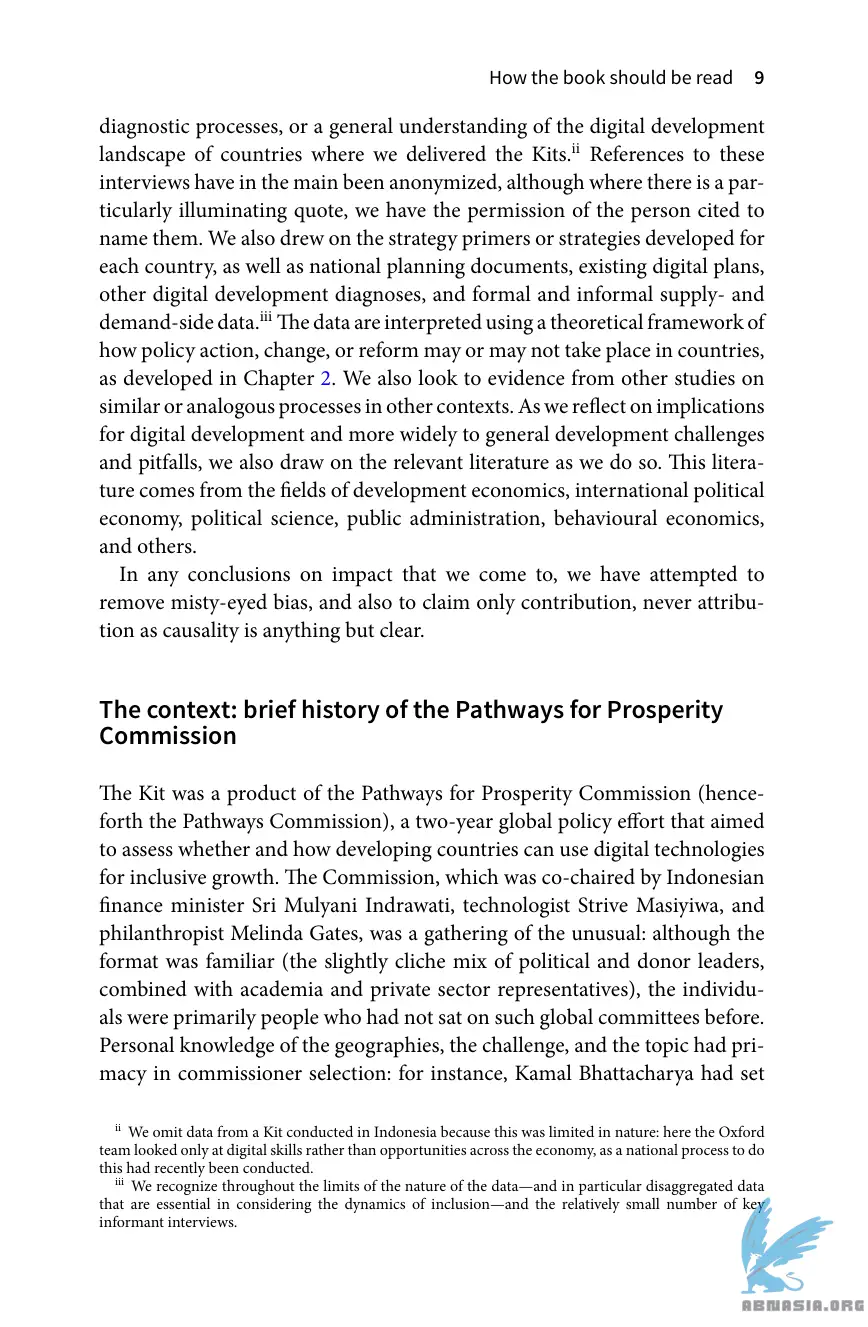 How the book should be read 9
diagnostic processes, or a general understanding of the digital development
landscape of countries where we delivered the Kits.ii References to these
interviews have in the main been anonymized, although where there is a par-
ticularly illuminating quote, we have the permission of the person cited to
name them. We also drew on the strategy primers or strategies developed for
each country, as well as national planning documents, existing digital plans,
other digital development diagnoses, and formal and informal supply- and
demand-side data.iii The data are interpreted using a theoretical framework of
how policy action, change, or reform may or may not take place in countries,
as developed in Chapter 2. We also look to evidence from other studies on
similar or analogous processes in other contexts. As we reflect on implications
for digital development and more widely to general development challenges
and pitfalls, we also draw on the relevant literature as we do so. This litera-
ture comes from the fields of development economics, international political
economy, political science, public administration, behavioural economics,
and others.
In any conclusions on impact that we come to, we have attempted to
remove misty-eyed bias, and also to claim only contribution, never attribu-
tion as causality is anything but clear.
The context: brief history of the Pathways for Prosperity
Commission
The Kit was a product of the Pathways for Prosperity Commission (hence-
forth the Pathways Commission), a two-year global policy effort that aimed
to assess whether and how developing countries can use digital technologies
for inclusive growth. The Commission, which was co-chaired by Indonesian
finance minister Sri Mulyani Indrawati, technologist Strive Masiyiwa, and
philanthropist Melinda Gates, was a gathering of the unusual: although the
format was familiar (the slightly cliche mix of political and donor leaders,
combined with academia and private sector representatives), the individu-
als were primarily people who had not sat on such global committees before.
Personal knowledge of the geographies, the challenge, and the topic had pri-
macy in commissioner selection: for instance, Kamal Bhattacharya had set
ii We omit data from a Kit conducted in Indonesia because this was limited in nature: here the Oxford
team looked only at digital skills rather than opportunities across the economy, as a national process to do
this had recently been conducted.
iii We recognize throughout the limits of the nature of the data—and in particular disaggregated data
that are essential in considering the dynamics of inclusion—and the relatively small number of key
informant interviews.
ABNASIA.ORG